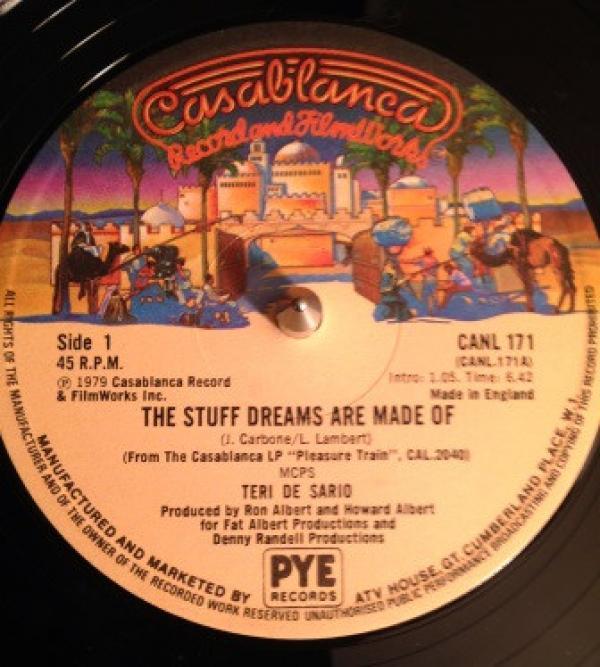 Casablanca
Record and FilmWorks
Side 1
45 R.P.M.
℗ 1979 Casablanca Record
& FilmWorks Inc.
CANL 171
(CANL.171A)
Intro: 1.05. Time: 6.42
Made in England
THE STUFF DREAMS ARE MADE OF
(J. Carbone/L. Lambert)
(From The Casablanca LP "Pleasure Train", CAL.2040)
MCPS
TERI DE SARIO
Produced by Ron Albert and Howard Albert
for Fat Albert Productions and
Denny Randell Productions
PYE
RECORDS
MANUFACTURED AND MARKETED BY
ATV HOUSE, GT. CUMBERLAND PLACE, W.1.
ALL RIGHTS OF THE MANUFACTURER AND OF THE OWNER OF THE RECORDED WORK RESERVED UNAUTHORISED PUBLIC PERFORMANCE BROADCASTING AND COPYING OF THIS RECORD PROHIBITED